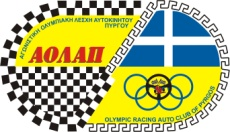 ΑΓΩΝΙΣΤΙΚΗ ΟΛΥΜΠΙΑΚΗ ΛΕΣΧΗ ΑΥΤΟΚΙΝΗΤΟΥ
ΠΥΡΓΟΥ
ΑΟΛΑΠ
OLYMPIC RACING AUTO CLUB OF PYRGOS